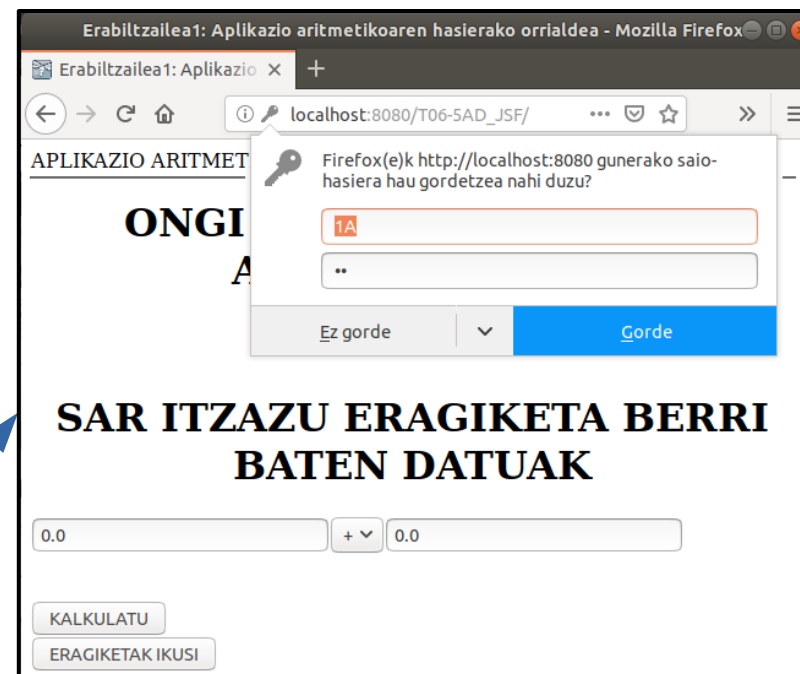 Erabiltzailea1: Aplikazio aritmetikoaren hasierako orrialdea - Mozilla Firefox
Erabiltzailea1: Aplikazio
localhost:8080/T06-5AD_JSF/
APLIKAZIO ARITMET
Firefox(e)k http://localhost:8080 gunerako saio-
hasiera hau gordetzea nahi duzu?
1A
••
Ez gorde
Gorde
ONGI
A
SAR ITZAZU ERAGIKETA BERRI
BATEN DATUAK
0.0 + 0.0
KALKULATU
ERAGIKETAK IKUSI